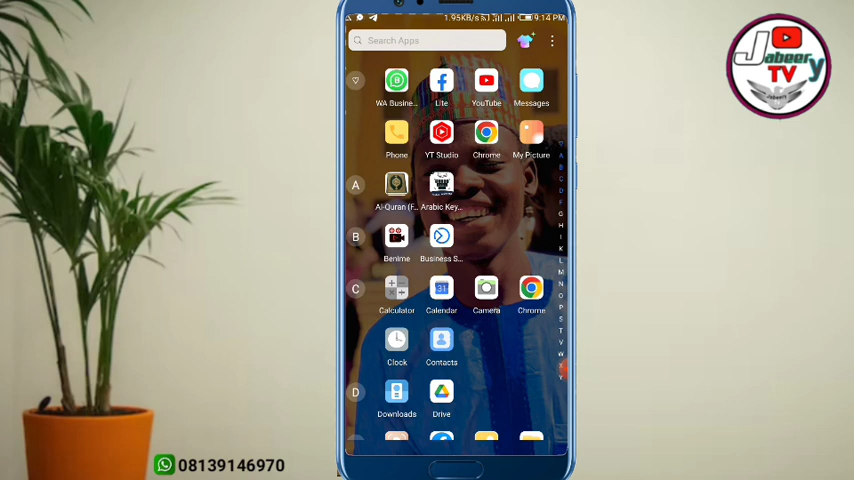 1.95KB/s 9:14 PM
Search Apps
WA Busine... Lite YouTube Messages
Phone YT Studio Chrome My Picture
A
Al-Quran (F... Arabic Key...
B
Benime Business S...
C
Calculator Calendar Camera Chrome
Clock Contacts
D
Downloads Drive
A
B
C
D
F
G
H
I
K
L
M
N
O
P
S
T
V
W
X
Y
Jabeery
TV
08139146970